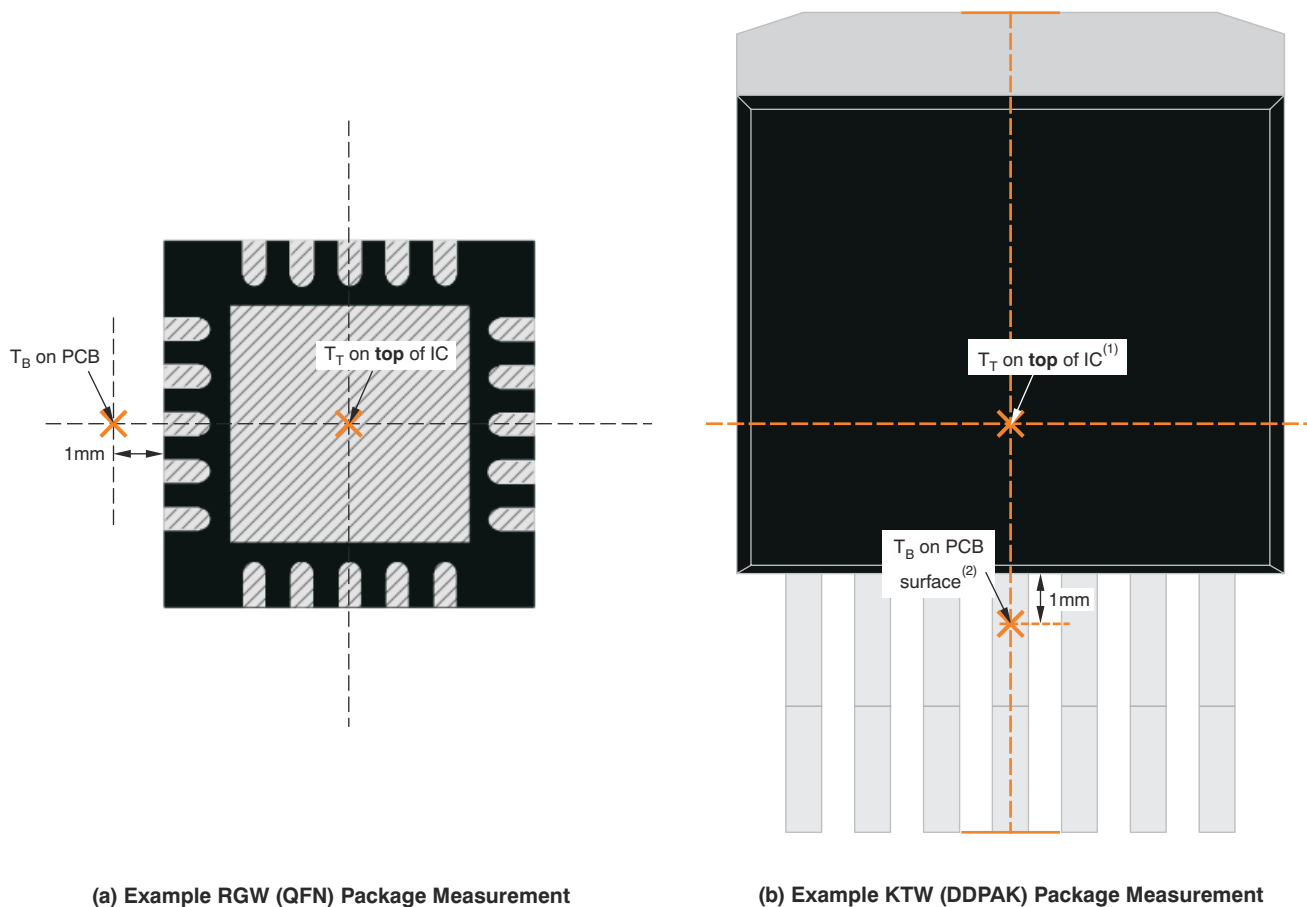 T_B on PCB
1mm
T_T on top of IC
(a) Example RGW (QFN) Package Measurement
T_T on top of IC(1)
T_B on PCB
surface(2)
1mm
(b) Example KTW (DDPAK) Package Measurement